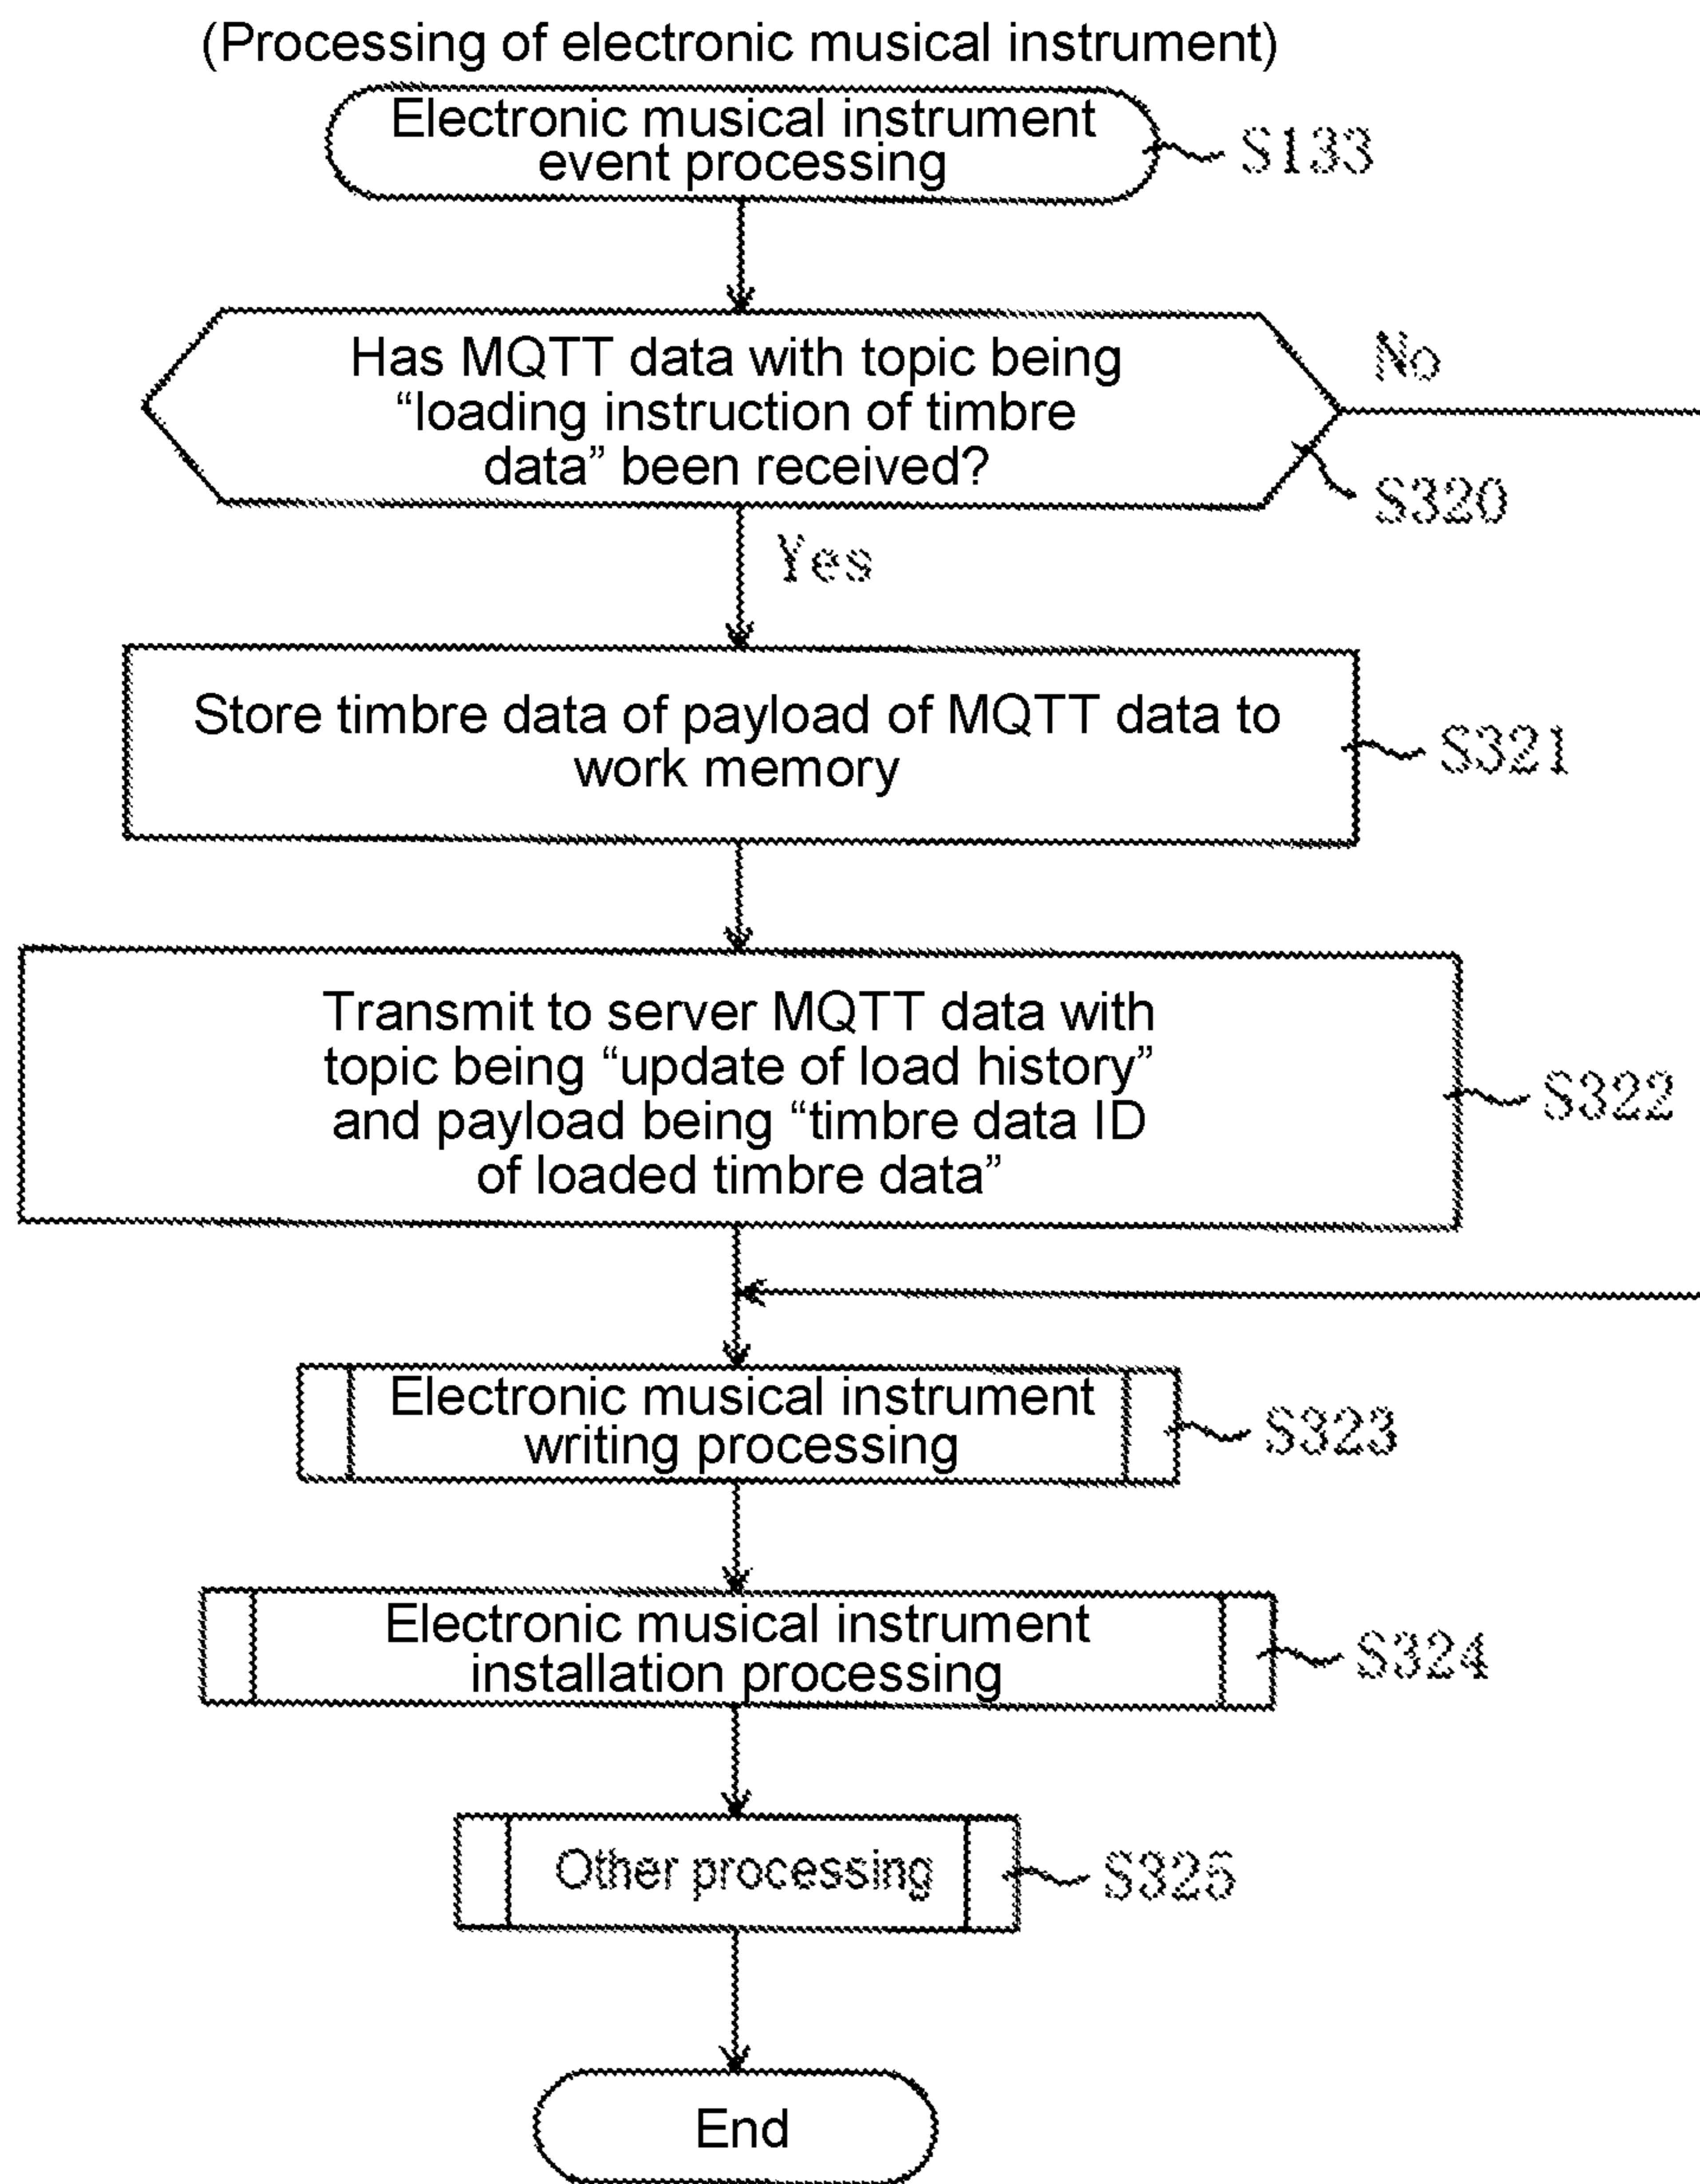 (Processing of electronic musical instrument)
Electronic musical instrument
event processing
S133
Has MQTT data with topic being
“loading instruction of timbre
data” been received?
No
S320
Yes
Store timbre data of payload of MQTT data to
work memory
S321
Transmit to server MQTT data with
topic being “update of load history”
and payload being “timbre data ID
of loaded timbre data”
S322
Electronic musical instrument
writing processing
S323
Electronic musical instrument
installation processing
S324
Other processing
S325
End